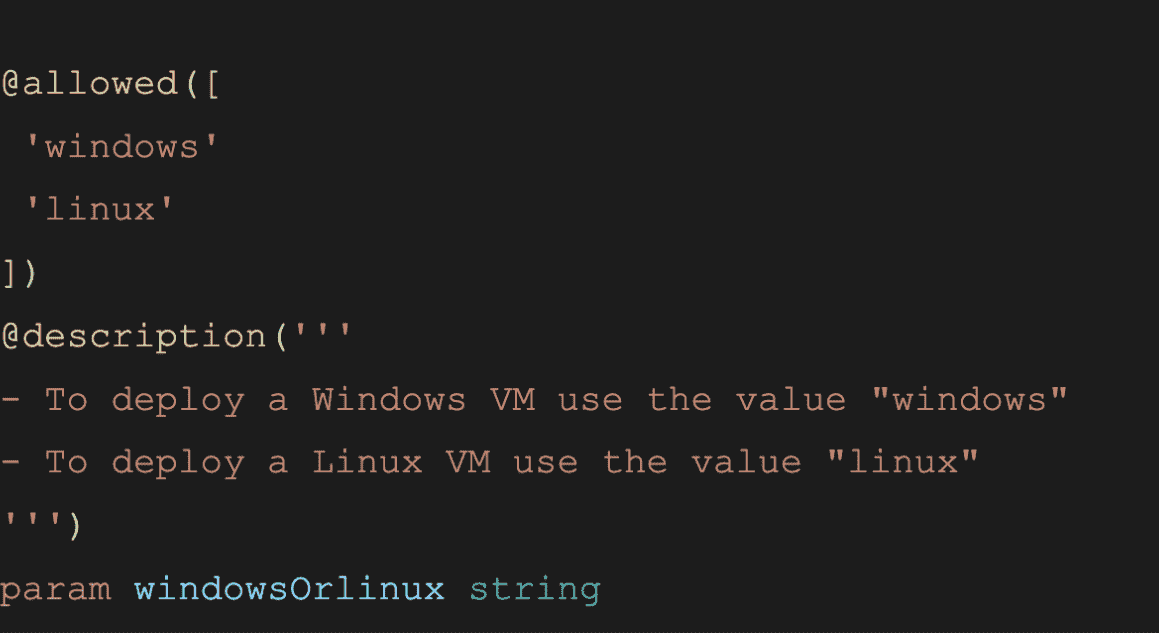 @allowed([
 'windows'
 'linux'
])
@description('''
- To deploy a Windows VM use the value "windows"
- To deploy a Linux VM use the value "linux"
''')
param windowsOrlinux string